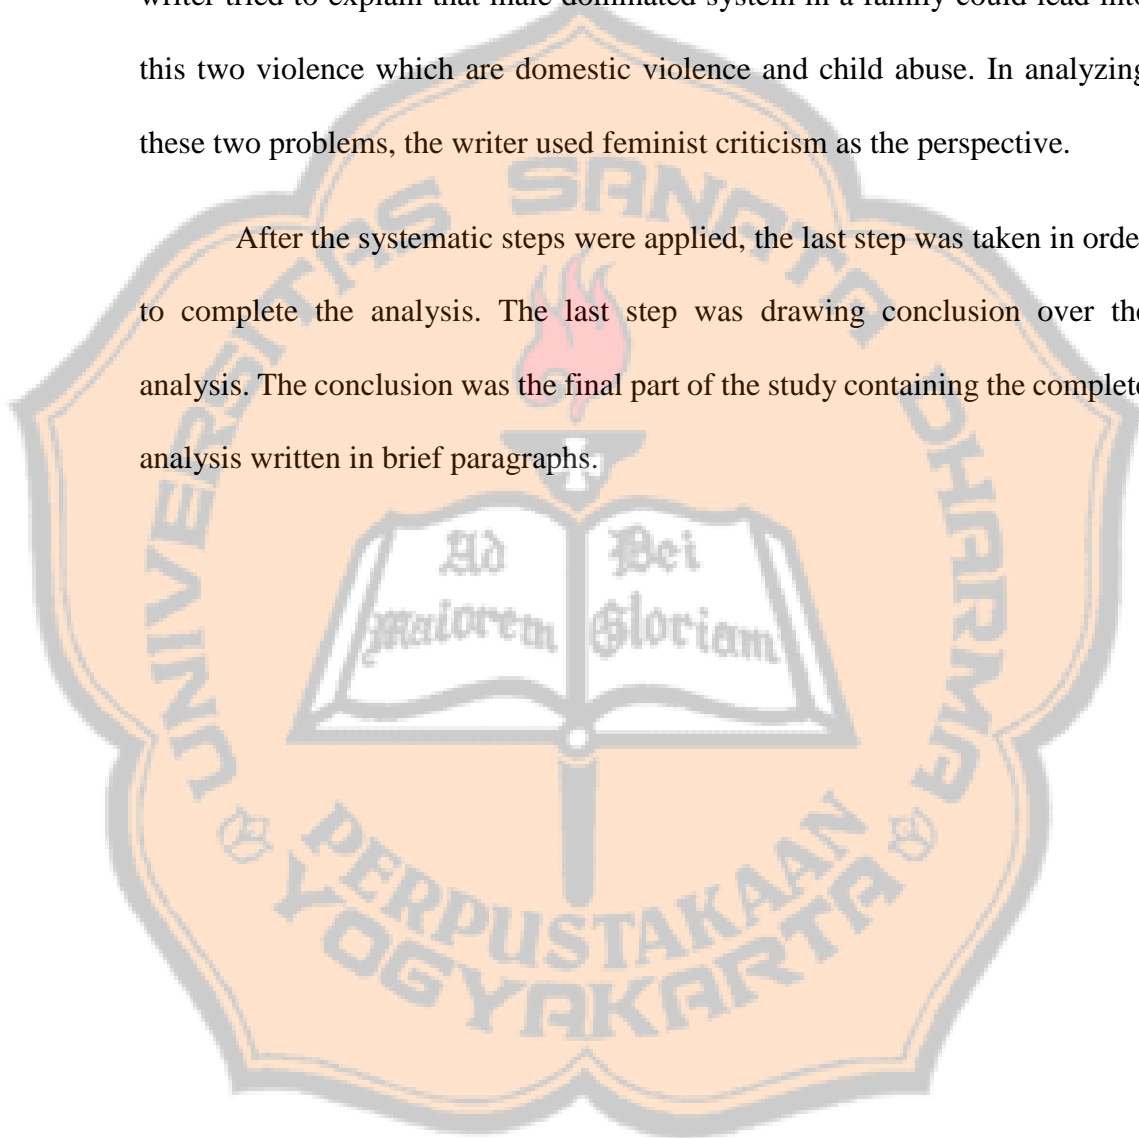 writer tried to explain that male dominated system in a family could lead into
this two violence which are domestic violence and child abuse. In analyzing
these two problems, the writer used feminist criticism as the perspective.
After the systematic steps were applied, the last step was taken in order
to complete the analysis. The last step was drawing conclusion over the
analysis. The conclusion was the final part of the study containing the complete
analysis written in brief paragraphs.
UNIVERSITAS SANATA DHARMA
Ad Dei
Maiorem Gloriam
PERPUSTAKAAN
YOGYAKARTA